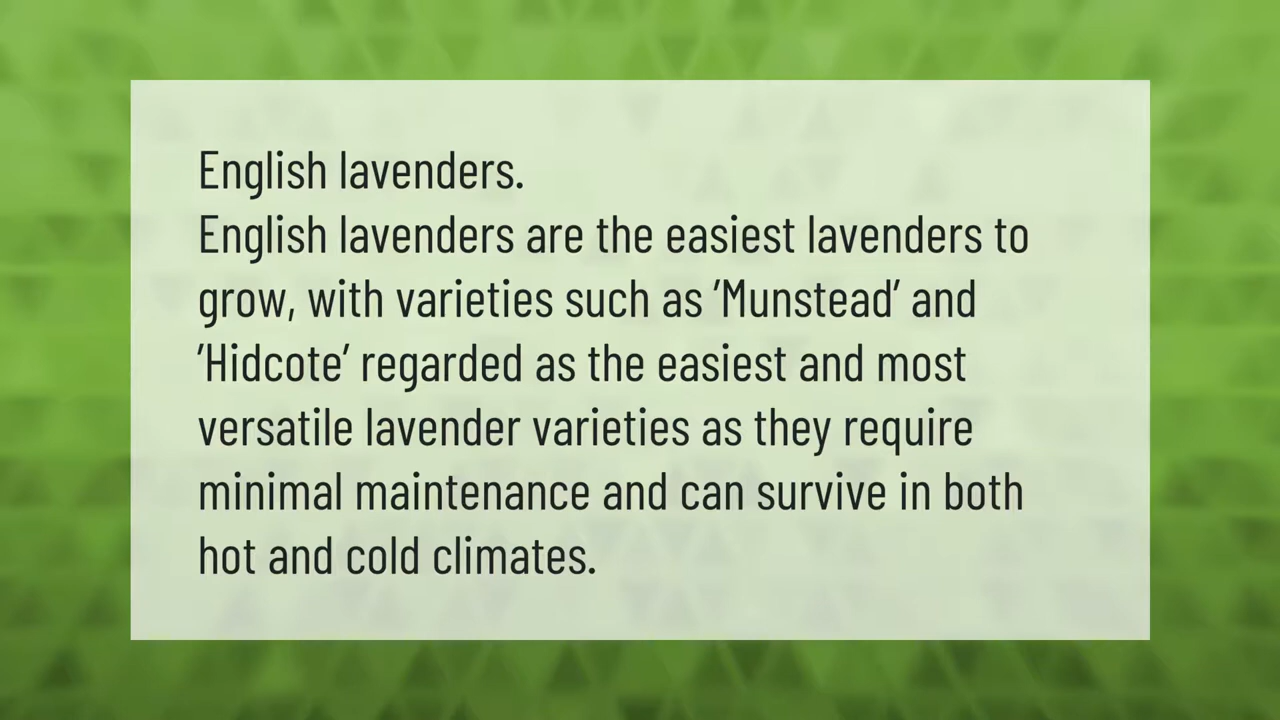 English lavenders.
English lavenders are the easiest lavenders to
grow, with varieties such as ’Munstead’ and
’Hidcote’ regarded as the easiest and most
versatile lavender varieties as they require
minimal maintenance and can survive in both
hot and cold climates.